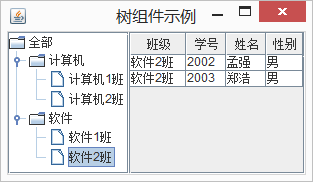 树组件示例
全部
计算机
计算机1班
计算机2班
软件
软件1班
软件2班
班级 学号 姓名 性别
软件2班 2002 孟强 男
软件2班 2003 郑浩 男